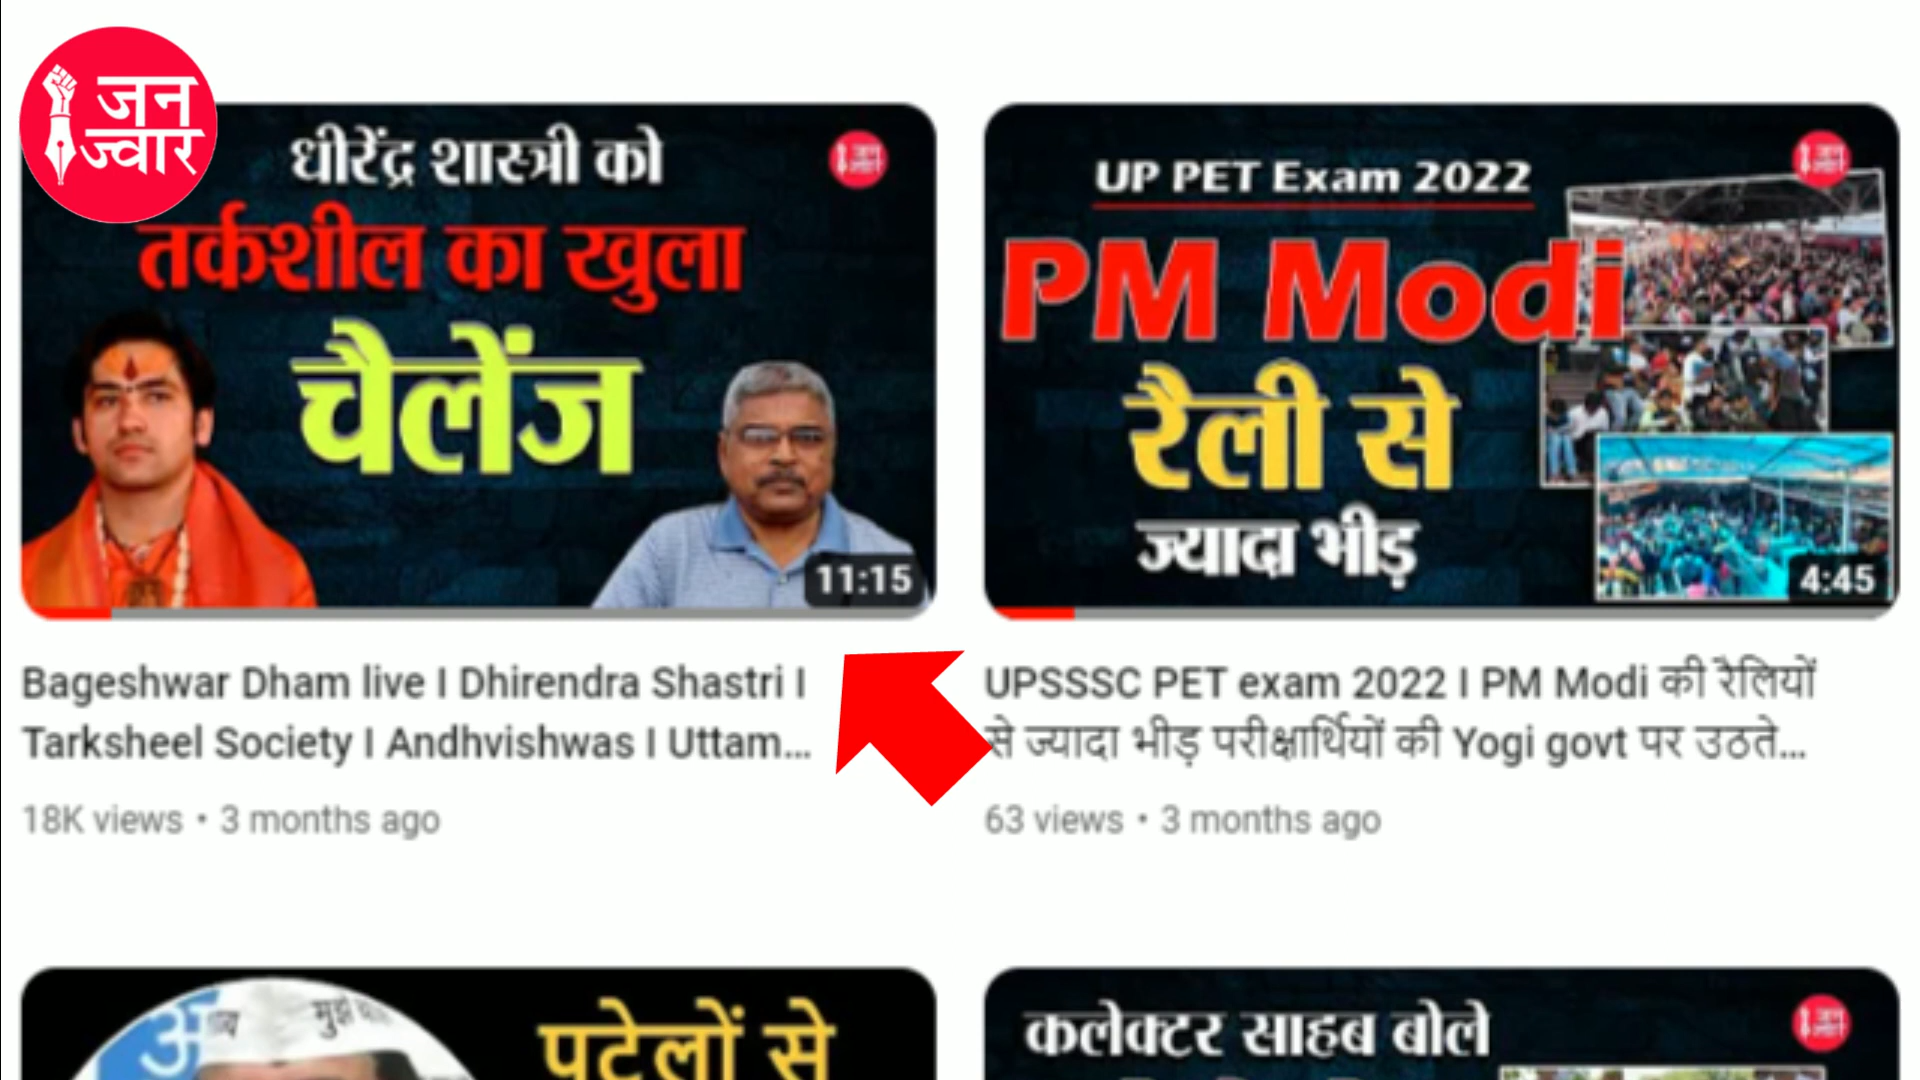 जन
ज्वार
धीरेंद्र शास्त्री को
तर्कशील का खुला
चैलेंज
11:15
Bageshwar Dham live I Dhirendra Shastri I
Tarksheel Society I Andhvishwas I Uttam...
18K views • 3 months ago
UP PET Exam 2022
PM Modi
रैली से
ज्यादा भीड़
4:45
UPSSSC PET exam 2022 I PM Modi की रैलियों
से ज्यादा भीड़ परीक्षार्थियों की Yogi govt पर उठते...
63 views • 3 months ago
पटेलों से
कलेक्टर साहब बोले